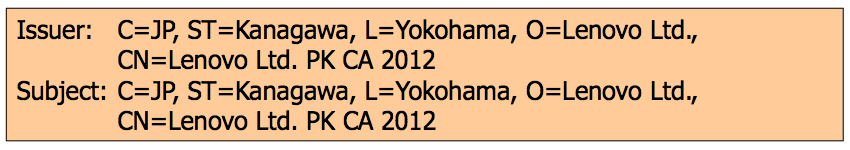 Issuer: C=JP, ST=Kanagawa, L=Yokohama, O=Lenovo Ltd.,
CN=Lenovo Ltd. PK CA 2012
Subject: C=JP, ST=Kanagawa, L=Yokohama, O=Lenovo Ltd.,
CN=Lenovo Ltd. PK CA 2012